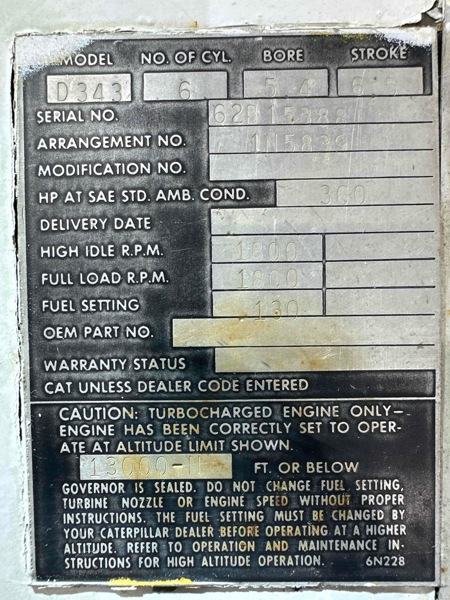 MODEL NO. OF CYL. BORE STROKE
D343 6 5.4 6.5
SERIAL NO.
ARRANGEMENT NO.
MODIFICATION NO.
HP AT SAE STD. AMB. COND. 360
DELIVERY DATE
HIGH IDLE R.P.M.
FULL LOAD R.P.M. 1800
FUEL SETTING .130
OEM PART NO.
WARRANTY STATUS
CAT UNLESS DEALER CODE ENTERED
CAUTION: TURBOCHARGED ENGINE ONLY—
ENGINE HAS BEEN CORRECTLY SET TO OPER-
ATE AT ALTITUDE LIMIT SHOWN.
FT. OR BELOW
GOVERNOR IS SEALED. DO NOT CHANGE FUEL SETTING,
TURBINE NOZZLE OR ENGINE SPEED WITHOUT PROPER
INSTRUCTIONS. THE FUEL SETTING MUST BE CHANGED BY
YOUR CATERPILLAR DEALER BEFORE OPERATING AT A HIGHER
ALTITUDE. REFER TO OPERATION AND MAINTENANCE IN-
STRUCTIONS FOR HIGH ALTITUDE OPERATION. 6N228